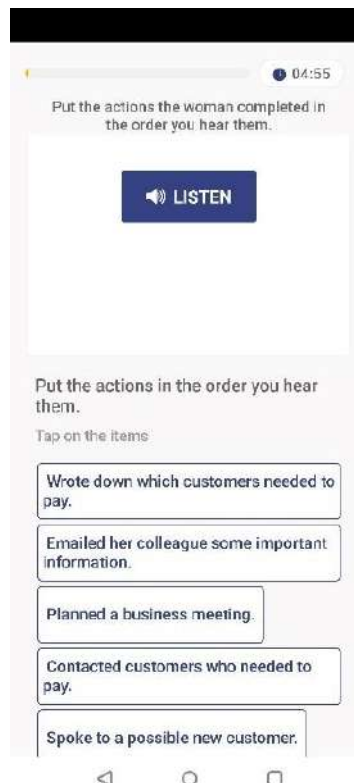 04:55
Put the actions the woman completed in
the order you hear them.
LISTEN
Put the actions in the order you hear
them.
Tap on the items
Wrote down which customers needed to
pay.
Emailed her colleague some important
information.
Planned a business meeting.
Contacted customers who needed to
pay.
Spoke to a possible new customer.